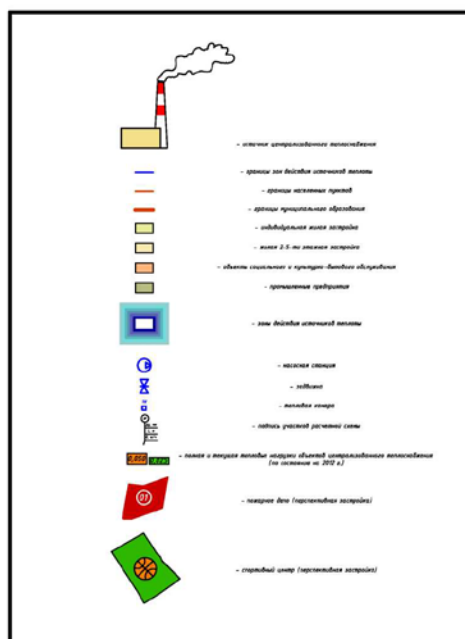 - источник централизованного теплоснабжения
- границы зон действия источников теплоты
- границы населенных пунктов
- границы муниципального образования
- индивидуальная жилая застройка
- жилая 2-5-ти этажная застройка
- объекты социального и культурно-бытового обслуживания
- промышленные предприятия
- зоны действия источников теплоты
- насосная станция
- задвижка
- тепловая камера
- подпись участков расчетной схемы
- полная и текущая тепловые нагрузки объектов централизованного теплоснабжения
(по состоянию на 2012 г.)
01
- пожарное депо (перспективная застройка)
- спортивный центр (перспективная застройка)